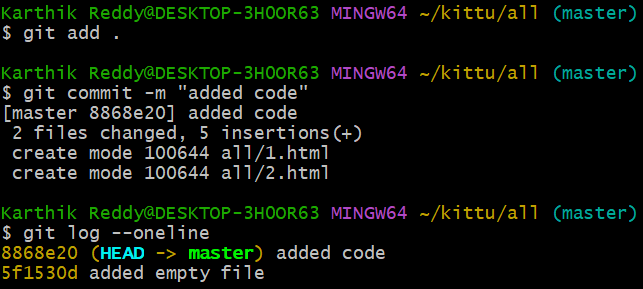 Karthik Reddy@DESKTOP-3HOOR63 MINGW64 ~/kittu/all (master)
$ git add .
Karthik Reddy@DESKTOP-3HOOR63 MINGW64 ~/kittu/all (master)
$ git commit -m "added code"
[master 8868e20] added code
 2 files changed, 5 insertions(+)
 create mode 100644 all/1.html
 create mode 100644 all/2.html
Karthik Reddy@DESKTOP-3HOOR63 MINGW64 ~/kittu/all (master)
$ git log --oneline
8868e20 (HEAD -> master) added code
5f1530d added empty file